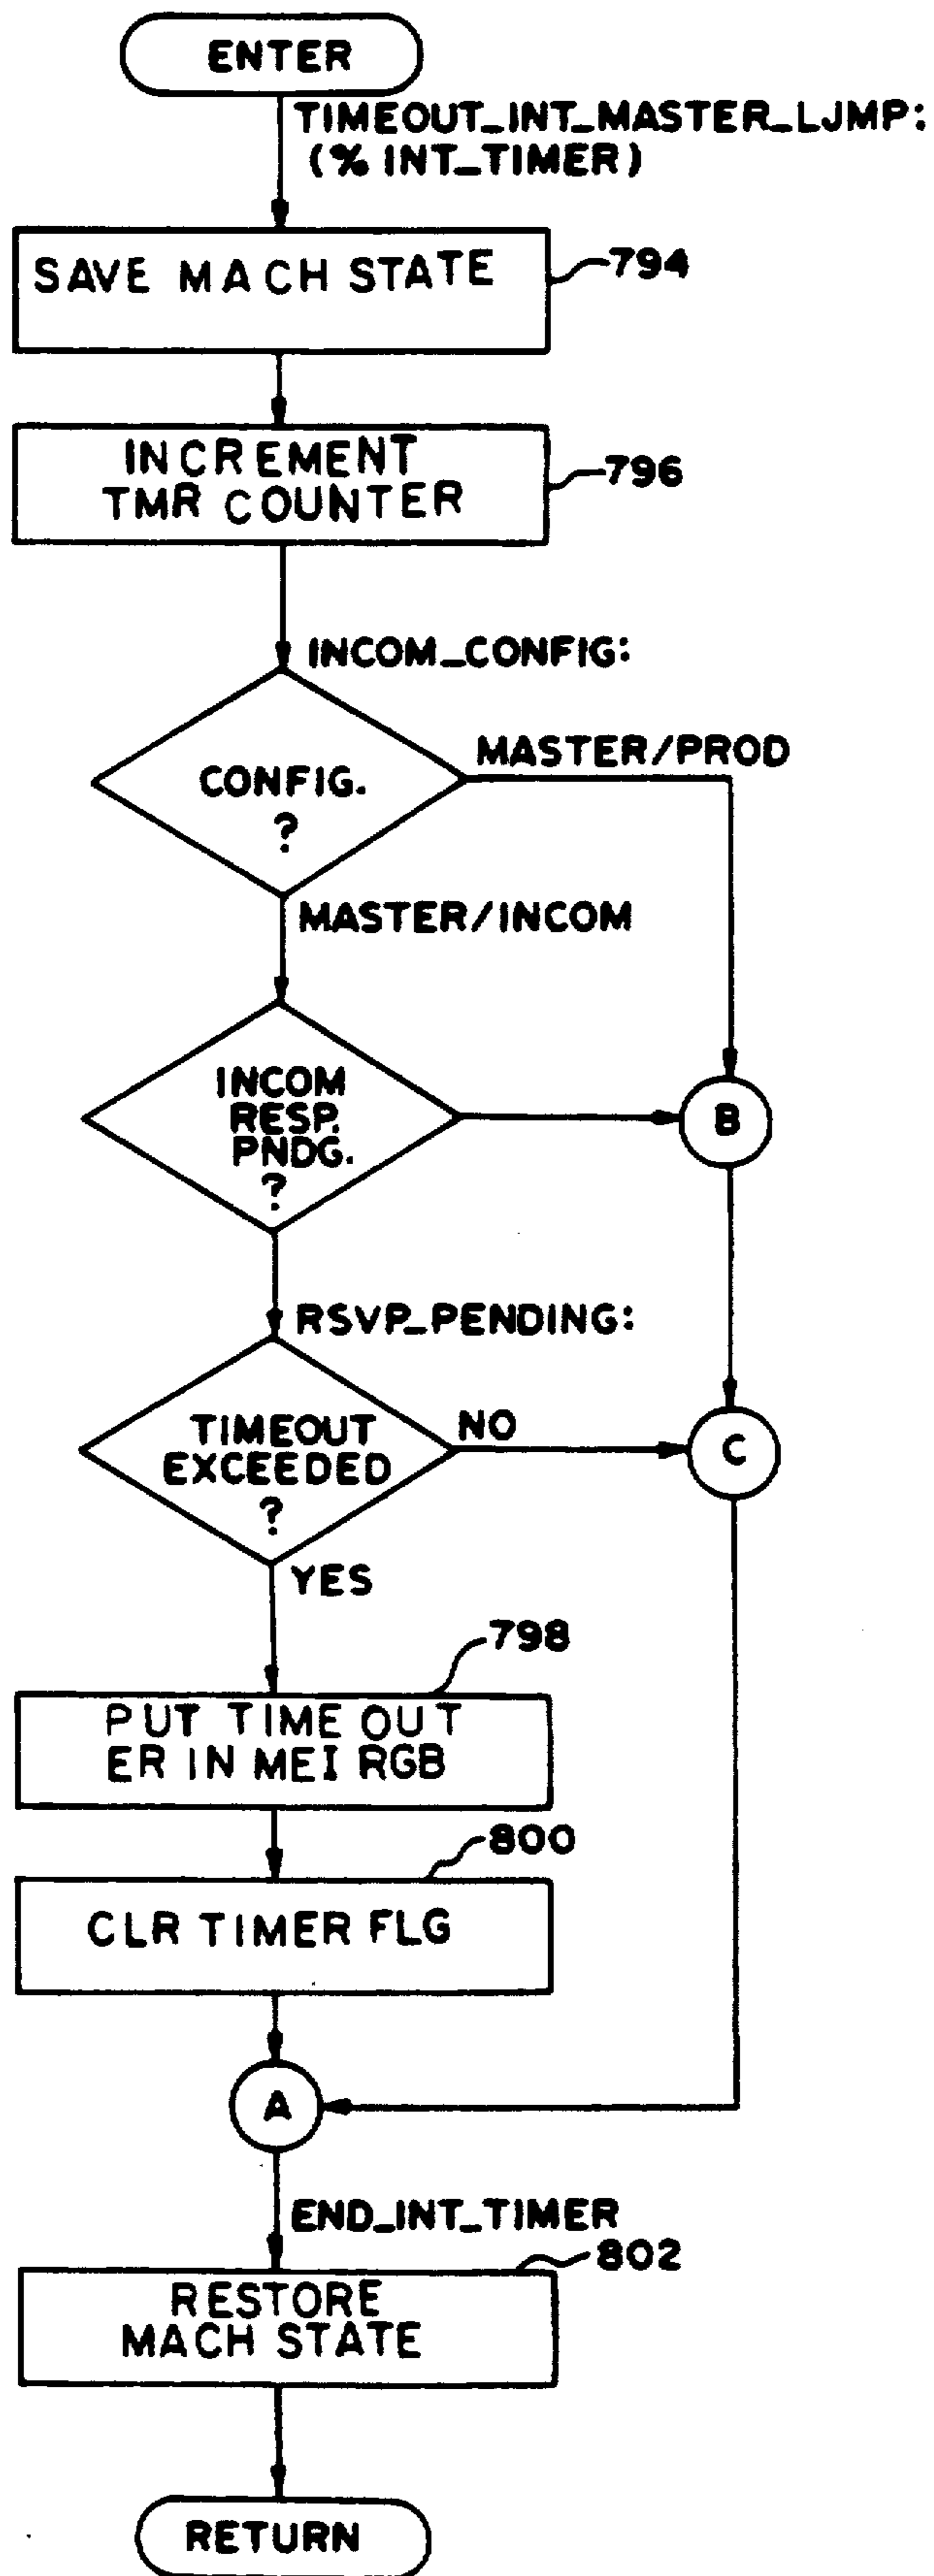 ENTER
TIMEOUT_INT_MASTER_LJMP:
(% INT_TIMER)
SAVE MACH STATE
794
INCREMENT
TMR COUNTER
796
INCOM_CONFIG:
CONFIG.
?
MASTER/PROD
MASTER/INCOM
INCOM
RESP.
PNDG.
?
B
RSVP_PENDING:
TIMEOUT
EXCEEDED
?
NO
C
YES
798
PUT TIME OUT
ER IN MEI RGB
800
CLR TIMER FLG
A
END_INT_TIMER
802
RESTORE
MACH STATE
RETURN